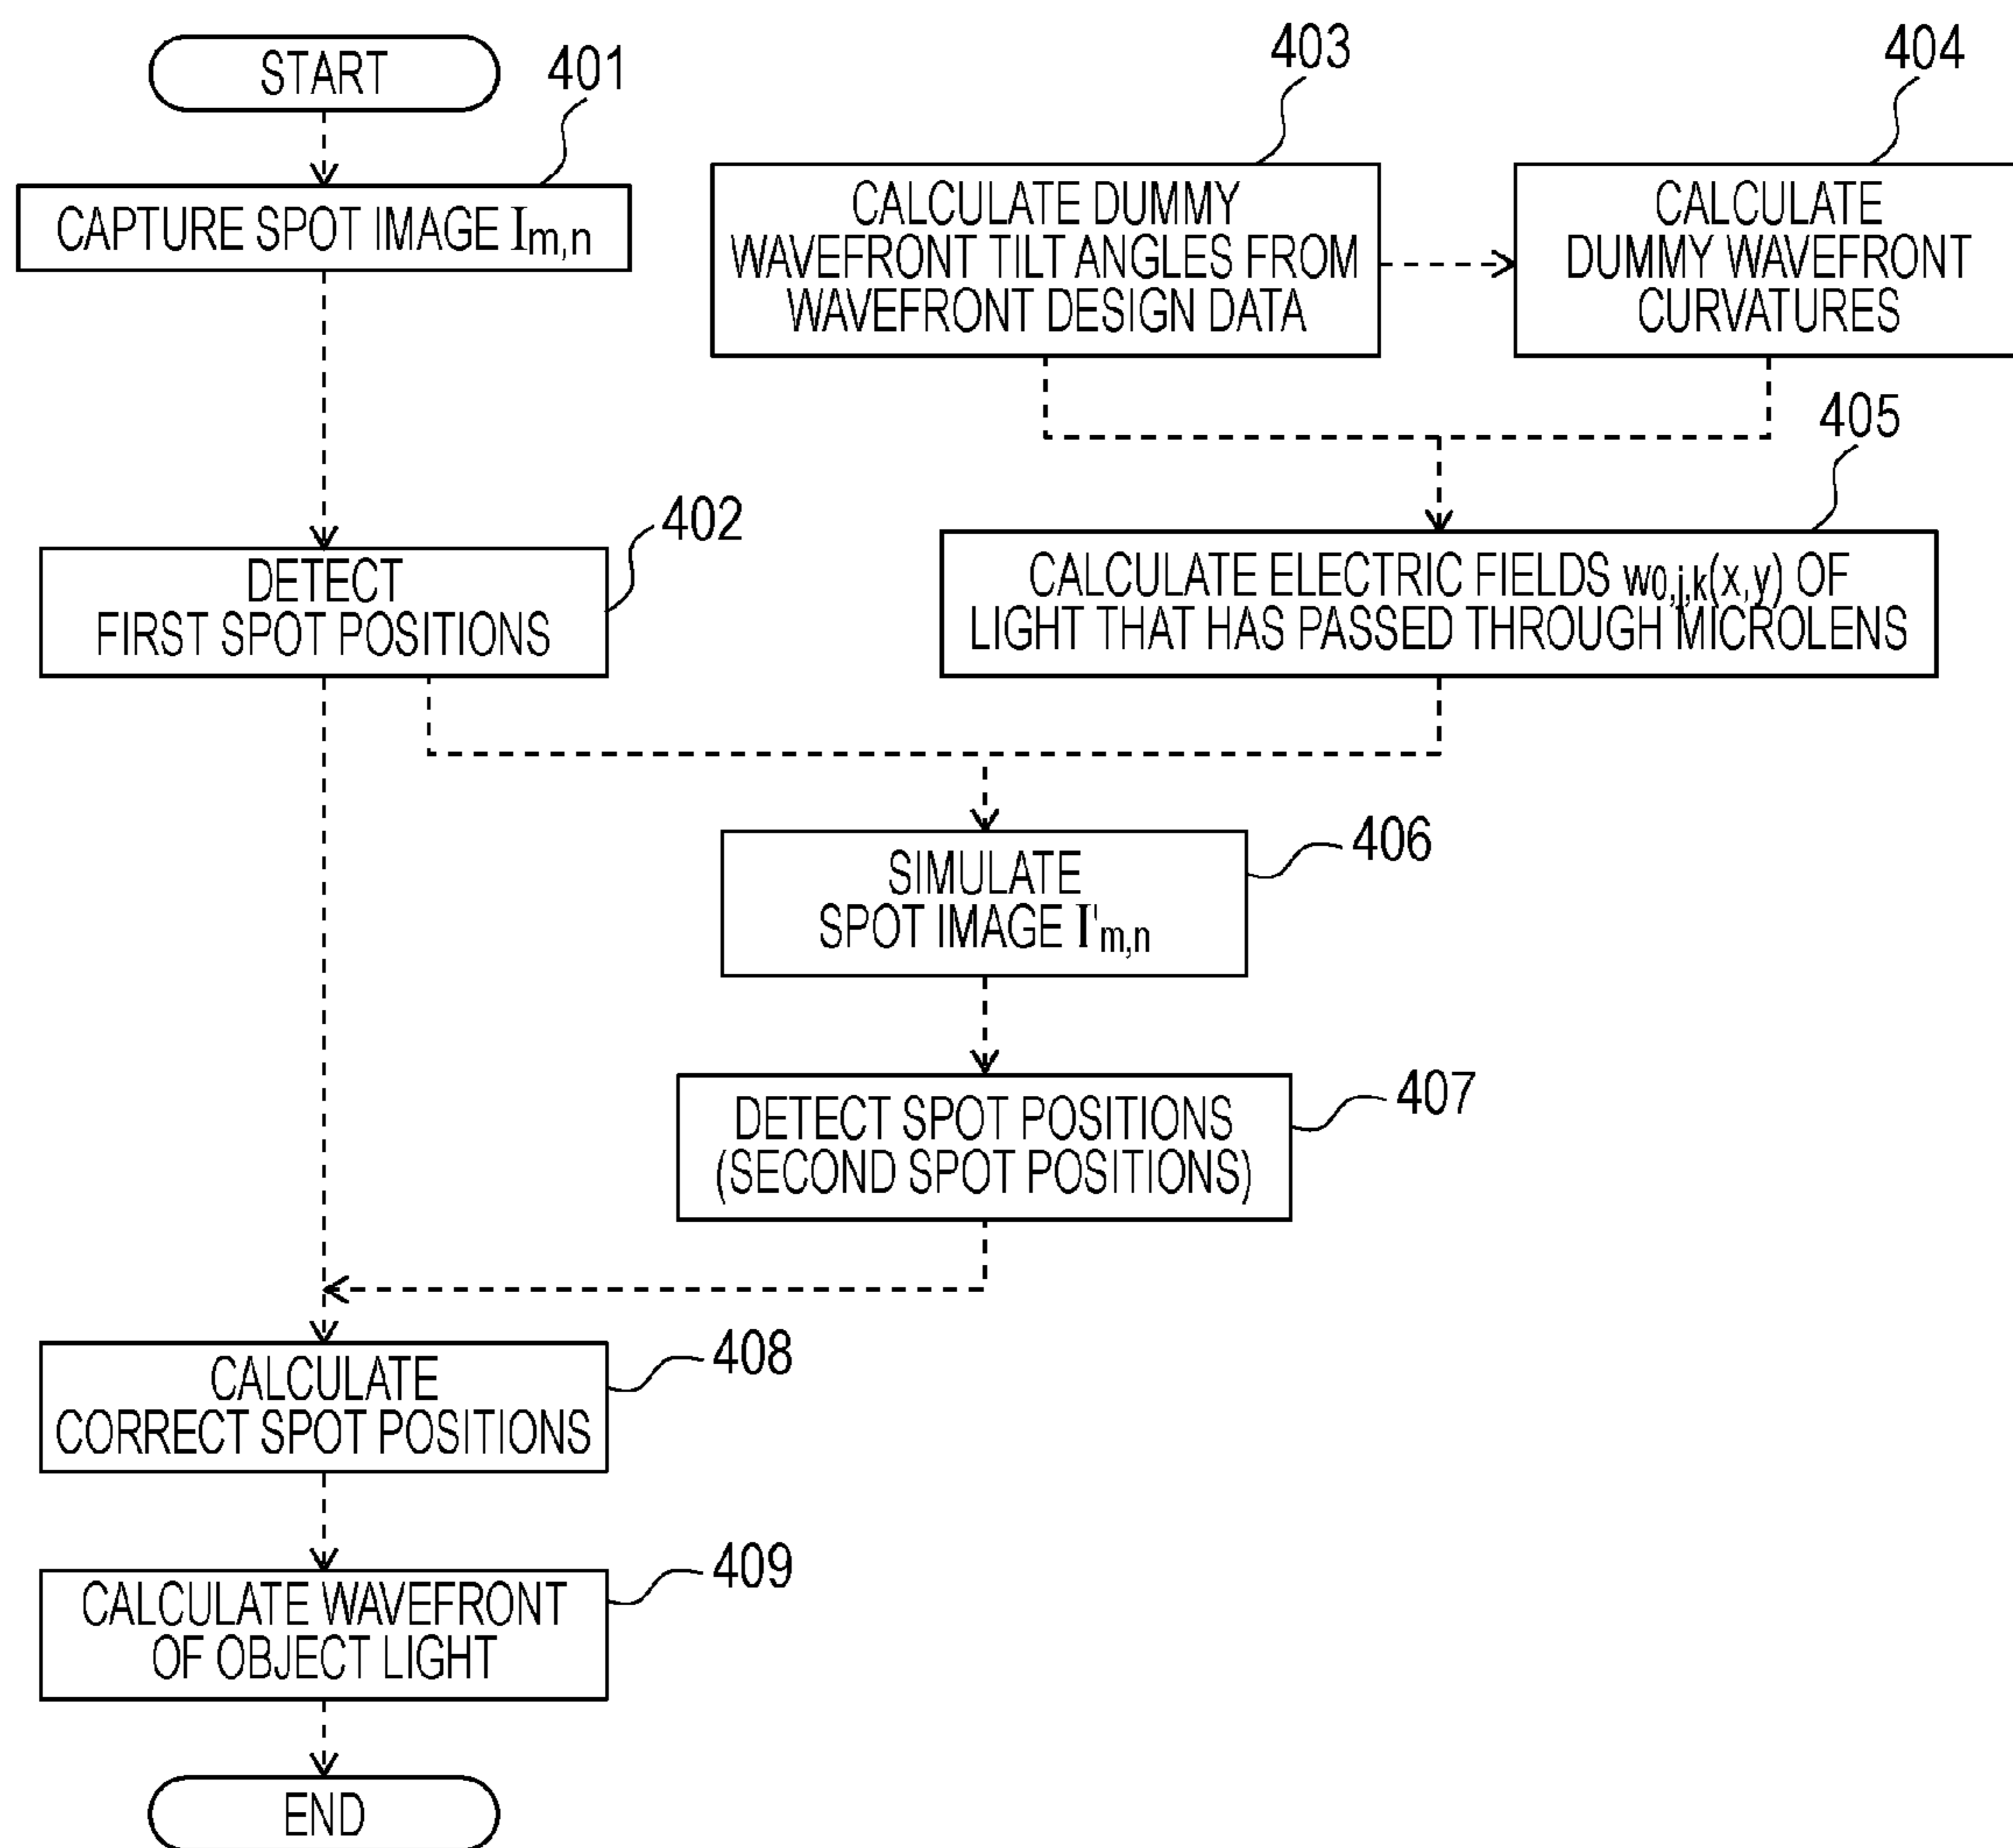 START
401
CAPTURE SPOT IMAGE Im,n
403
CALCULATE DUMMY
WAVEFRONT TILT ANGLES FROM
WAVEFRONT DESIGN DATA
404
CALCULATE
DUMMY WAVEFRONT
CURVATURES
402
DETECT
FIRST SPOT POSITIONS
405
CALCULATE ELECTRIC FIELDS w0,j,k(x,y) OF
LIGHT THAT HAS PASSED THROUGH MICROLENS
406
SIMULATE
SPOT IMAGE I'm,n
407
DETECT SPOT POSITIONS
(SECOND SPOT POSITIONS)
408
CALCULATE
CORRECT SPOT POSITIONS
409
CALCULATE WAVEFRONT
OF OBJECT LIGHT
END